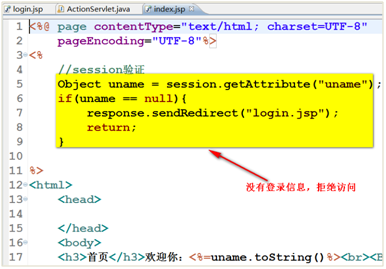 login.jsp ActionServlet.java index.jsp
1 <%@ page contentType="text/html; charset=UTF-8"
2 pageEncoding="UTF-8"%>
3 <%
4 //session验证
5 Object uname = session.getAttribute("uname");
6 if(uname == null){
7 response.sendRedirect("login.jsp");
8 return;
9 }
10
11 %>
12 <html>
13 <head>
没有登录信息，拒绝访问
14
15 </head>
16 <body>
17 <h3>首页</h3>欢迎你：<%=uname.toString()%><br><B